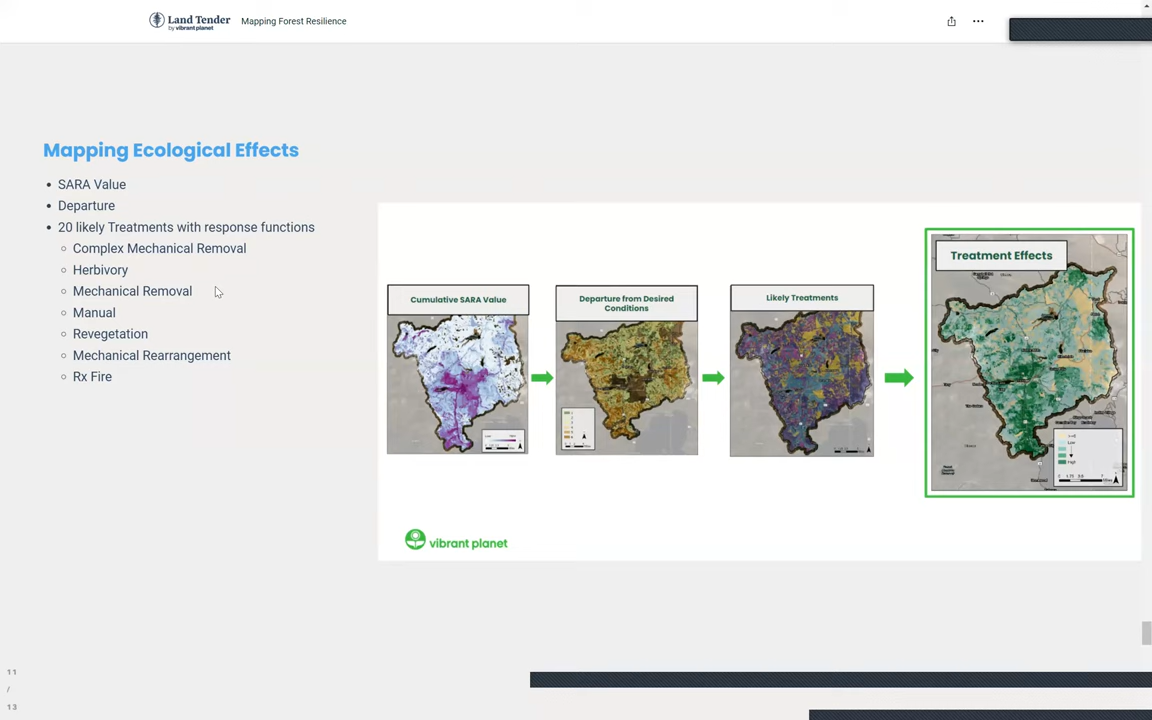 Land Tender
by vibrant planet
Mapping Forest Resilience
Mapping Ecological Effects
• SARA Value
• Departure
• 20 likely Treatments with response functions
○ Complex Mechanical Removal
○ Herbivory
○ Mechanical Removal
○ Manual
○ Revegetation
○ Mechanical Rearrangement
○ Rx Fire
Cumulative SARA Value
Departure from Desired
Conditions
Likely Treatments
Treatment Effects
Low
High
vibrant planet
11
/
13